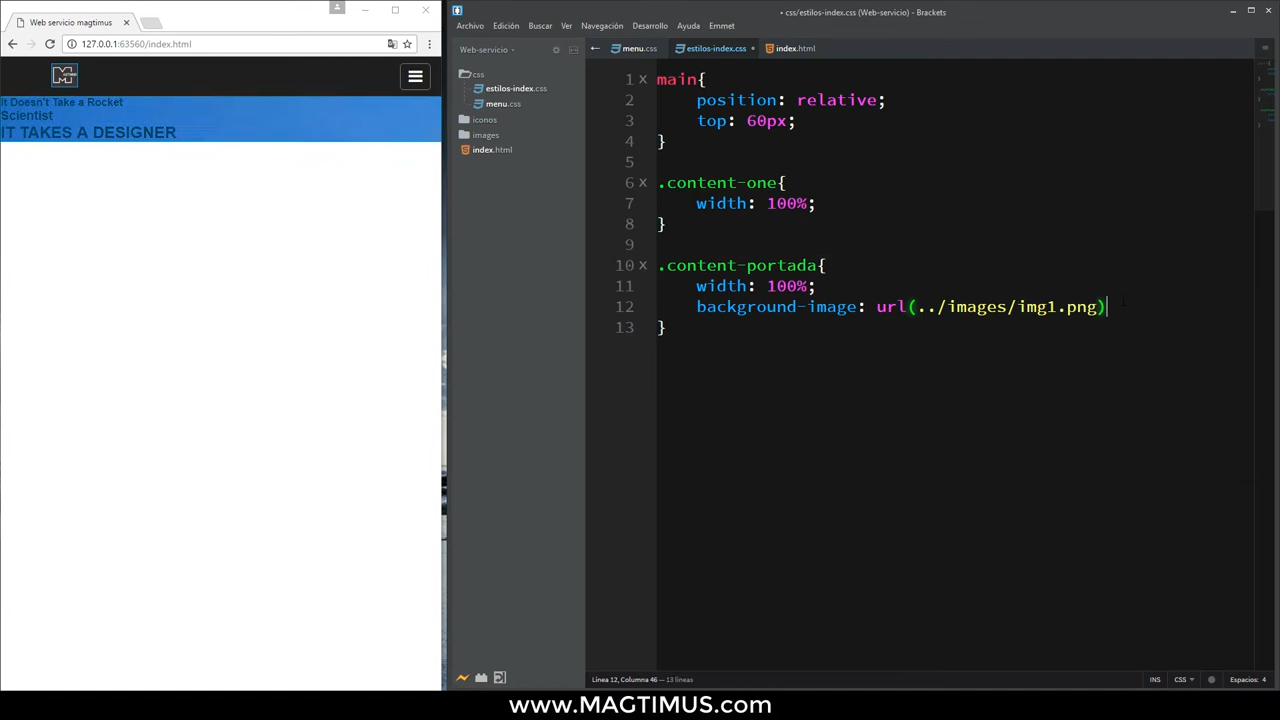 Web servicio magtimus
127.0.0.1:63560/index.html
MAGTIMUS
It Doesn't Take a Rocket
Scientist
IT TAKES A DESIGNER
• css/estilos-index.css (Web-servicio) - Brackets
Archivo Edición Buscar Ver Navegación Desarrollo Ayuda Emmet
Web-servicio
css
estilos-index.css
menu.css
iconos
images
index.html
menu.css estilos-index.css • index.html
1 main{
2 position: relative;
3 top: 60px;
4 }
5
6 .content-one{
7 width: 100%;
8 }
9
10 .content-portada{
11 width: 100%;
12 background-image: url(../images/img1.png)
13 }
Línea 12, Columna 46 — 13 líneas
INS CSS Espacios: 4
www.MAGTIMUS.com